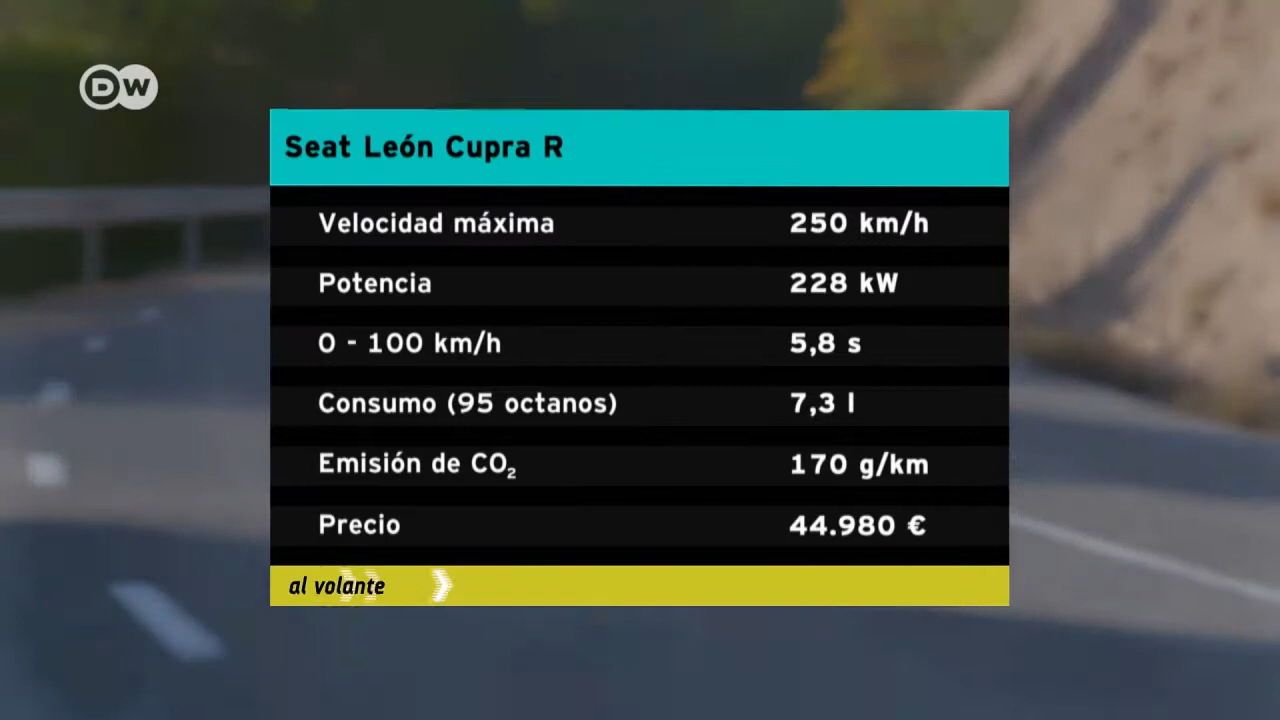 DW
Seat León Cupra R
Velocidad máxima 250 km/h
Potencia 228 kW
0 - 100 km/h 5,8 s
Consumo (95 octanos) 7,3 l
Emisión de CO₂ 170 g/km
Precio 44.980 €
al volante